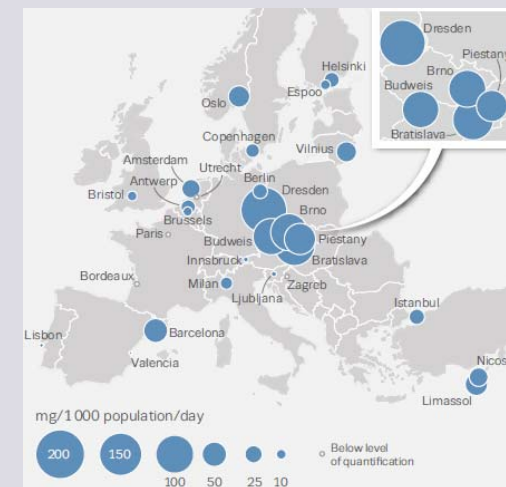 Dresden
Piestany
Brno
Budweis
Bratislava
Helsinki
Espoo
Oslo
Copenhagen
Vilnius
Amsterdam
Utrecht
Antwerp
Berlin
Bristol
Dresden
Brno
Brussels
Paris
Budweis
Piestany
Innsbruck
Bratislava
Bordeaux
Milan
Zagreb
Ljubljana
Istanbul
Lisbon
Barcelona
Valencia
Nicos
Limassol
mg/1000 population/day
200
150
100
50
25
10
Below level
of quantification